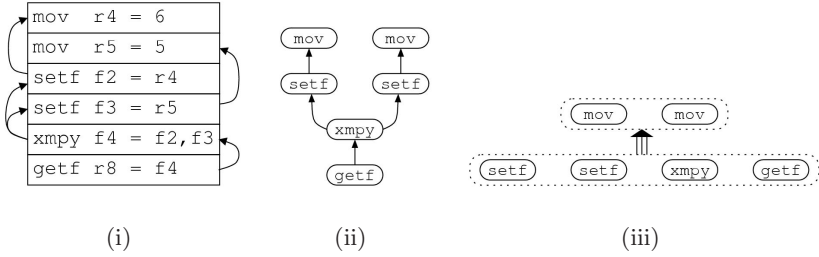 mov r4 = 6
mov r5 = 5
setf f2 = r4
setf f3 = r5
xmpy f4 = f2,f3
getf r8 = f4
(i)
mov mov
setf setf
xmpy
getf
(ii)
mov mov
setf setf xmpy getf
(iii)